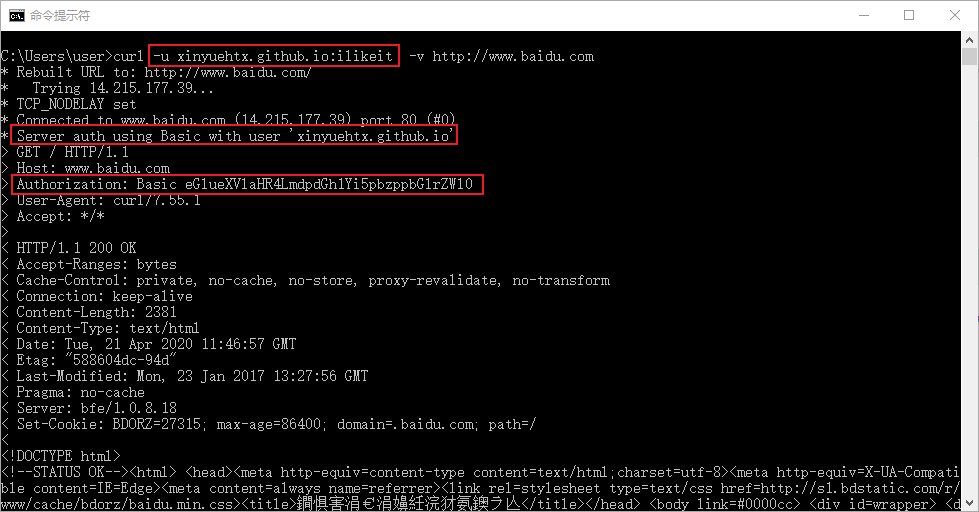 命令提示符
C:\Users\user>curl -u xinyuehtx.github.io:ilikeit -v http://www.baidu.com
* Rebuilt URL to: http://www.baidu.com/
*   Trying 14.215.177.39...
* TCP_NODELAY set
* Connected to www.baidu.com (14.215.177.39) port 80 (#0)
* Server auth using Basic with user 'xinyuehtx.github.io'
> GET / HTTP/1.1
> Host: www.baidu.com
> Authorization: Basic eGlueXVlaHR4LmdpdGh1Yi5pbzppbGlrZWl0
> User-Agent: curl/7.55.1
> Accept: */*
>
< HTTP/1.1 200 OK
< Accept-Ranges: bytes
< Cache-Control: private, no-cache, no-store, proxy-revalidate, no-transform
< Connection: keep-alive
< Content-Length: 2381
< Content-Type: text/html
< Date: Tue, 21 Apr 2020 11:46:57 GMT
< Etag: "588604dc-94d"
< Last-Modified: Mon, 23 Jan 2017 13:27:56 GMT
< Pragma: no-cache
< Server: bfe/1.0.8.18
< Set-Cookie: BDORZ=27315; max-age=86400; domain=.baidu.com; path=/
<
<!DOCTYPE html>
<!--STATUS OK--><html> <head><meta http-equiv=content-type content=text/html;charset=utf-8><meta http-equiv=X-UA-Compati
ble content=IE=Edge><meta content=always name=referrer><link rel=stylesheet type=text/css href=http://s1.bdstatic.com/r/
www/cache/bdorz/baidu.min.css><title></title></head> <body link=#0000cc> <div id=wrapper> <d